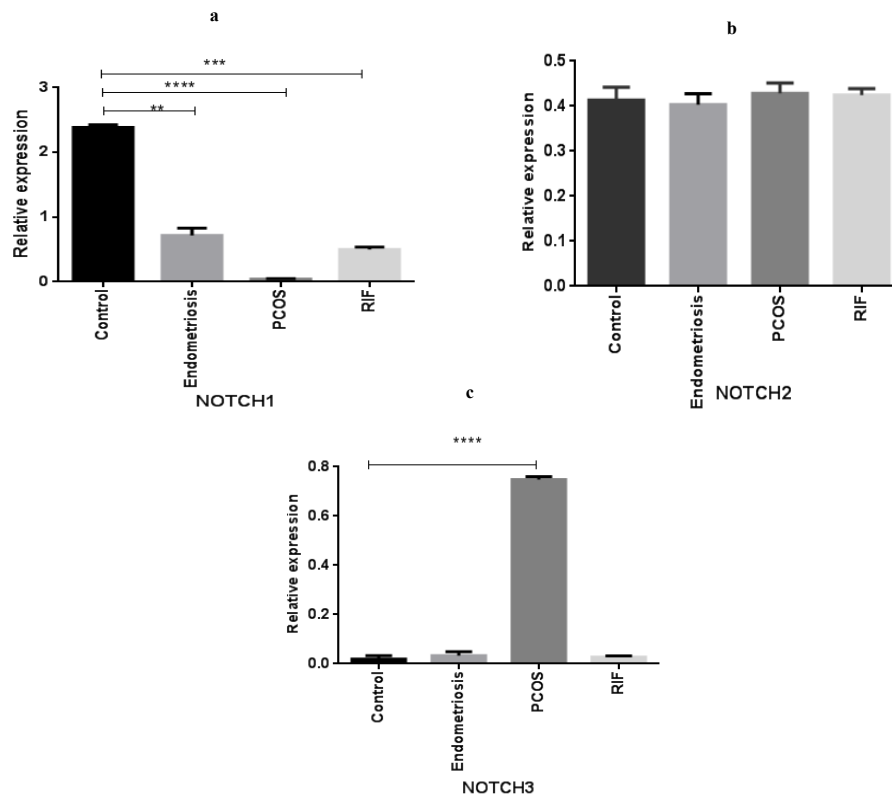 a
***
****
**
Relative expression
3
2
1
0
Control
Endometriosis
PCOS
RIF
NOTCH1
b
Relative expression
0.5
0.4
0.3
0.2
0.1
0.0
Control
Endometriosis
PCOS
RIF
NOTCH2
c
****
Relative expression
0.8
0.6
0.4
0.2
0.0
Control
Endometriosis
PCOS
RIF
NOTCH3